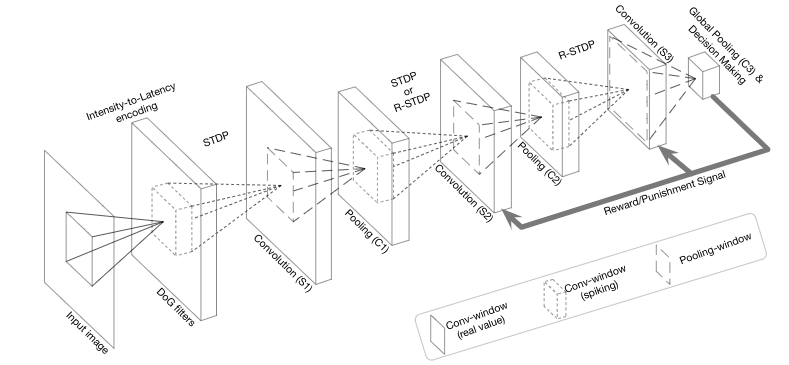 Intensity-to-Latency
encoding
STDP
STDP
or
R-STDP
R-STDP
Convolution (S3)
Global Pooling (C3) &
Decision Making
Input image
DoG filters
Convolution (S1)
Pooling (C1)
Convolution (S2)
Pooling (C2)
Reward/Punishment Signal
Conv-window
(real value)
Conv-window
(spiking)
Pooling-window